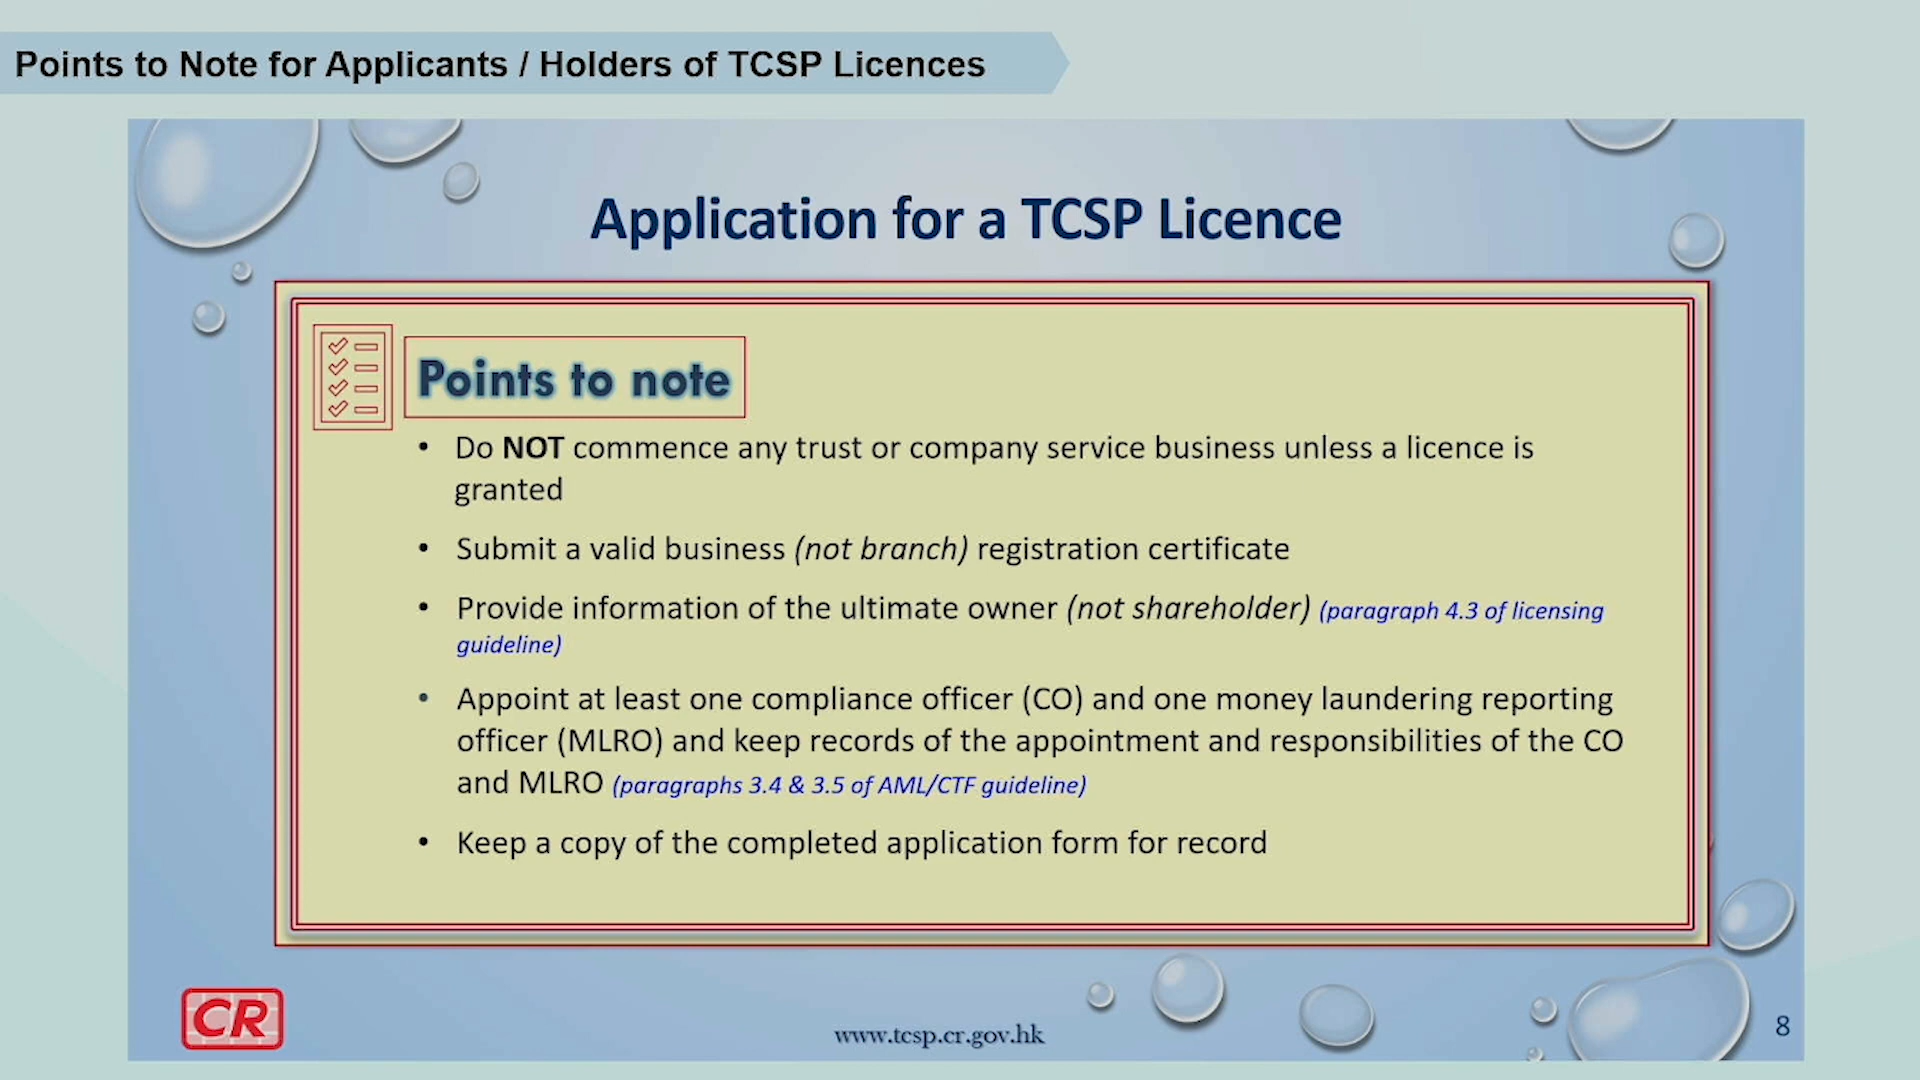 Points to Note for Applicants / Holders of TCSP Licences
Application for a TCSP Licence
Points to note
• Do NOT commence any trust or company service business unless a licence is
granted
• Submit a valid business (not branch) registration certificate
• Provide information of the ultimate owner (not shareholder) (paragraph 4.3 of licensing
guideline)
• Appoint at least one compliance officer (CO) and one money laundering reporting
officer (MLRO) and keep records of the appointment and responsibilities of the CO
and MLRO (paragraphs 3.4 & 3.5 of AML/CTF guideline)
• Keep a copy of the completed application form for record
CR
www.tcsp.cr.gov.hk
8